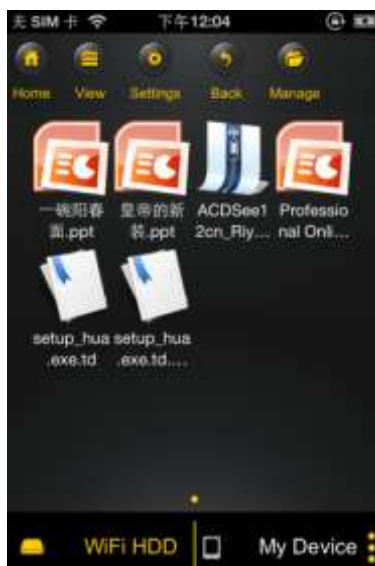 无 SIM 卡 下午12:04
Home View Settings Back Manage
一碗阳春
面.ppt
皇帝的新
装.ppt
ACDSee1
2cn_Riy....
Professio
nal Onli...
setup_hua
.exe.td
setup_hua
.exe.td....
WiFi HDD My Device